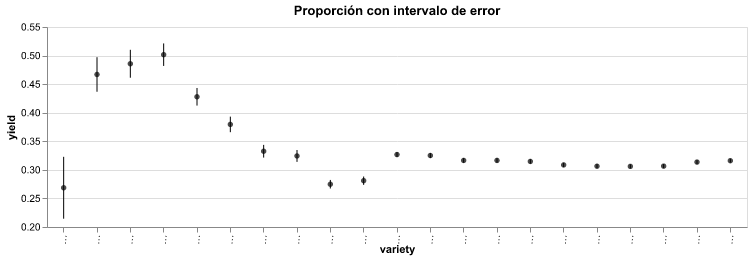 Proporción con intervalo de error
0.55
0.50
0.45
0.40
0.35
0.30
0.25
0.20
yield
… … … … … … … … … … … … … … … … … … … … …
variety